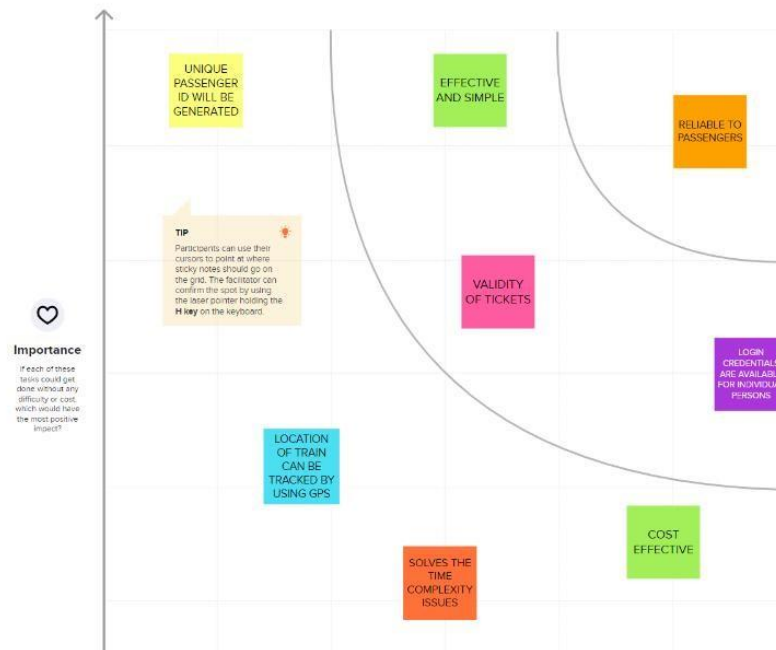 UNIQUE
PASSENGER
ID WILL BE
GENERATED
EFFECTIVE
AND SIMPLE
RELIABLE TO
PASSENGERS
TIP
Participants can use their
cursors to point at where
sticky notes should go on
the grid. The facilitator can
confirm the spot by using
the laser pointer holding the
H key on the keyboard.
VALIDITY
OF TICKETS
Importance
If each of these
tasks could get
done without any
difficulty or cost,
which would have
the most positive
impact?
LOGIN
CREDENTIALS
ARE AVAILABL
FOR INDIVIDUA
PERSONS
LOCATION
OF TRAIN
CAN BE
TRACKED BY
USING GPS
COST
EFFECTIVE
SOLVES THE
TIME
COMPLEXITY
ISSUES